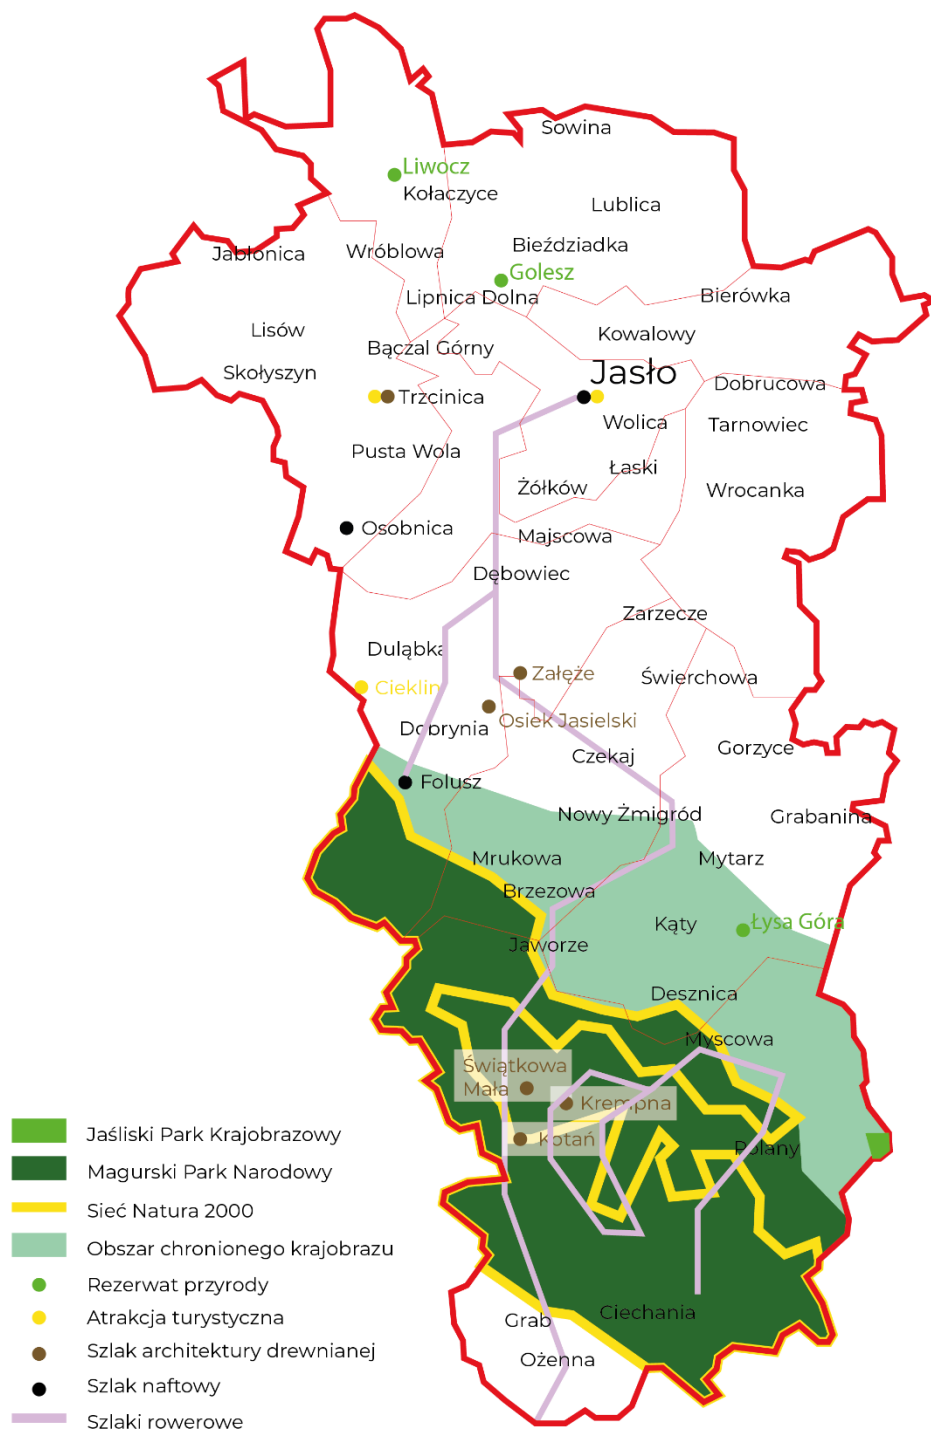 Sowina
Liwocz
Kołaczyce
Lublica
Jabłonica
Wróblowa
Bieździadka
Golesz
Lipnica Dolna
Bierówka
Lisów
Kowalowy
Bączal Górny
Skołyszyn
Jasło
Dobrucowa
Trzcinica
Wolica
Tarnowiec
Pusta Wola
Łaski
Żółków
Wrocanka
Osobnica
Majscowa
Dębowiec
Zarzecze
Duląbka
Załęże
Świerchowa
Cieklin
Osiek Jasielski
Dobrynia
Czekaj
Gorzyce
Folusz
Nowy Żmigród
Grabanina
Mrukowa
Mytarz
Brzezowa
Kąty
Łysa Góra
Jaworze
Desznica
Myscowa
Świątkowa
Mała
Krempna
Kotań
Polany
Ciechania
Grab
Ożenna
Jaśliski Park Krajobrazowy
Magurski Park Narodowy
Sieć Natura 2000
Obszar chronionego krajobrazu
Rezerwat przyrody
Atrakcja turystyczna
Szlak architektury drewnianej
Szlak naftowy
Szlaki rowerowe